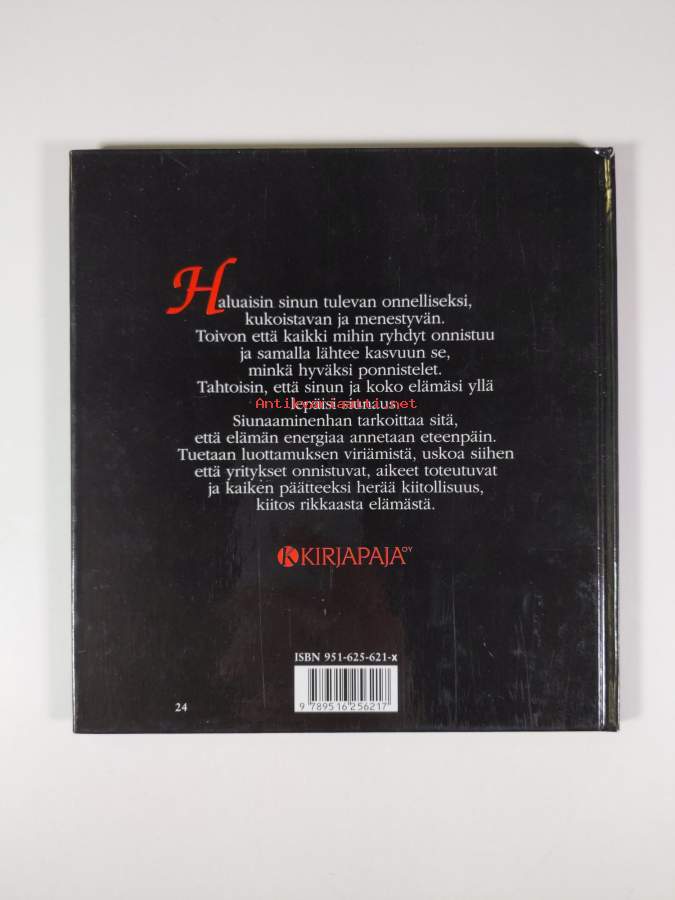 Haluaisin sinun tulevan onnelliseksi,
kukoistavan ja menestyvän.
Toivon että kaikki mihin ryhdyt onnistuu
ja samalla lähtee kasvuun se,
minkä hyväksi ponnistelet.
Tahtoisin, että sinun ja koko elämäsi yllä
lepäisi siunaus.
Antikvariaatti.net
Siunaaminenhan tarkoittaa sitä,
että elämän energiaa annetaan eteenpäin.
Tuetaan luottamuksen viriämistä, uskoa siihen
että yritykset onnistuvat, aikeet toteutuvat
ja kaiken päätteeksi herää kiitollisuus,
kiitos rikkaasta elämästä.
K KIRJAPAJA OY
ISBN 951-625-621-x
9 789516 256217
24